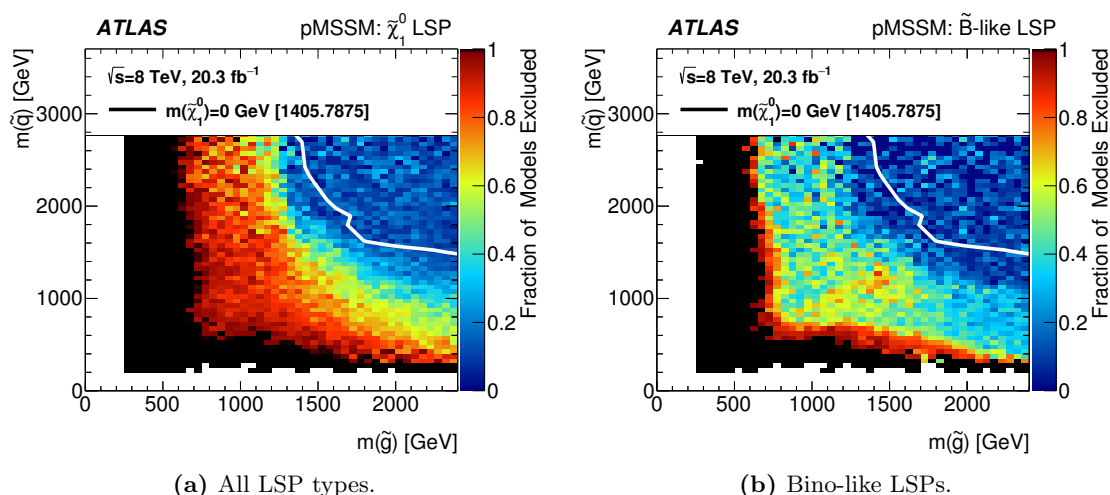 ATLAS pMSSM: χ̃⁰₁ LSP
√s=8 TeV, 20.3 fb⁻¹
m(χ̃⁰₁)=0 GeV [1405.7875]
m(q̃) [GeV]
3000
2000
1000
0
0 500 1000 1500 2000
m(g̃) [GeV]
1
0.8
0.6
0.4
0.2
0
Fraction of Models Excluded
(a) All LSP types.
ATLAS pMSSM: B̃-like LSP
√s=8 TeV, 20.3 fb⁻¹
m(χ̃⁰₁)=0 GeV [1405.7875]
m(q̃) [GeV]
3000
2000
1000
0
0 500 1000 1500 2000
m(g̃) [GeV]
1
0.8
0.6
0.4
0.2
0
Fraction of Models Excluded
(b) Bino-like LSPs.